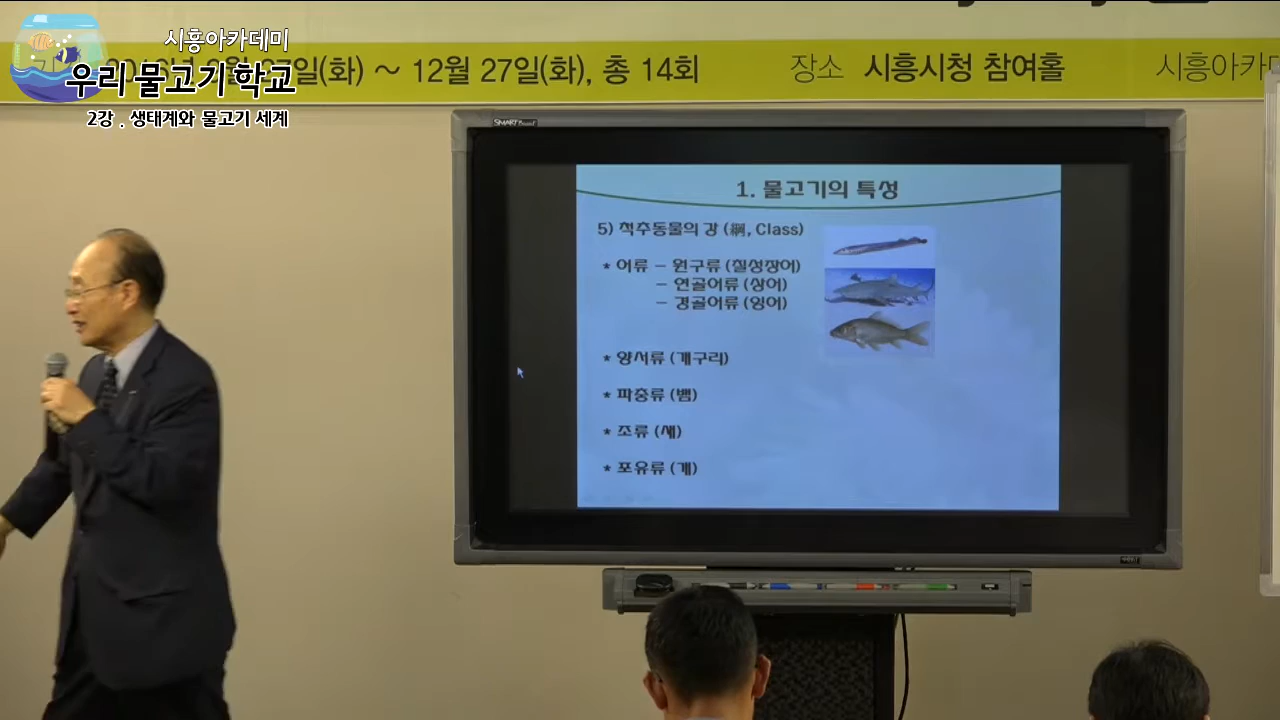 시흥아카데미
우리 물고기학교
2강 . 생태계와 물고기 세계
일(화) ~ 12월 27일(화), 총 14회
장소 시흥시청 참여홀
시흥아카데
SMART Board
1. 물고기의 특성
5) 척추동물의 강 (綱, Class)
* 어류 – 원구류 (칠성장어)
– 연골어류 (상어)
– 경골어류 (잉어)
* 양서류 (개구리)
* 파충류 (뱀)
* 조류 (새)
* 포유류 (개)